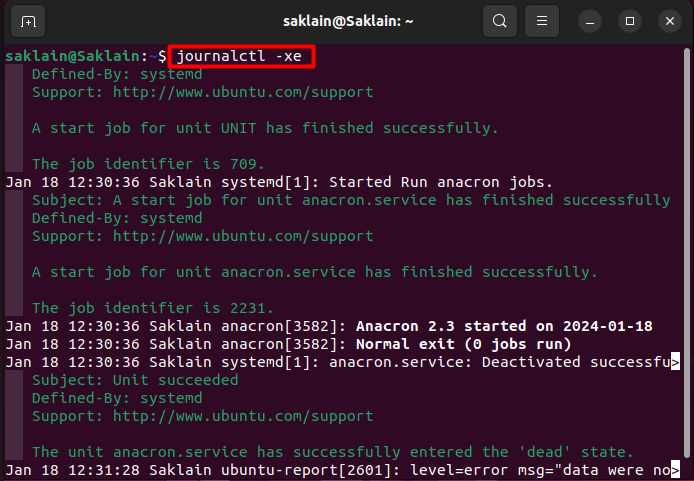 saklain@Saklain: ~
saklain@Saklain:~$ journalctl -xe
Defined-By: systemd
Support: http://www.ubuntu.com/support
A start job for unit UNIT has finished successfully.
The job identifier is 709.
Jan 18 12:30:36 Saklain systemd[1]: Started Run anacron jobs.
Subject: A start job for unit anacron.service has finished successfully
Defined-By: systemd
Support: http://www.ubuntu.com/support
A start job for unit anacron.service has finished successfully.
The job identifier is 2231.
Jan 18 12:30:36 Saklain anacron[3582]: Anacron 2.3 started on 2024-01-18
Jan 18 12:30:36 Saklain anacron[3582]: Normal exit (0 jobs run)
Jan 18 12:30:36 Saklain systemd[1]: anacron.service: Deactivated successfu>
Subject: Unit succeeded
Defined-By: systemd
Support: http://www.ubuntu.com/support
The unit anacron.service has successfully entered the 'dead' state.
Jan 18 12:31:28 Saklain ubuntu-report[2601]: level=error msg="data were no>